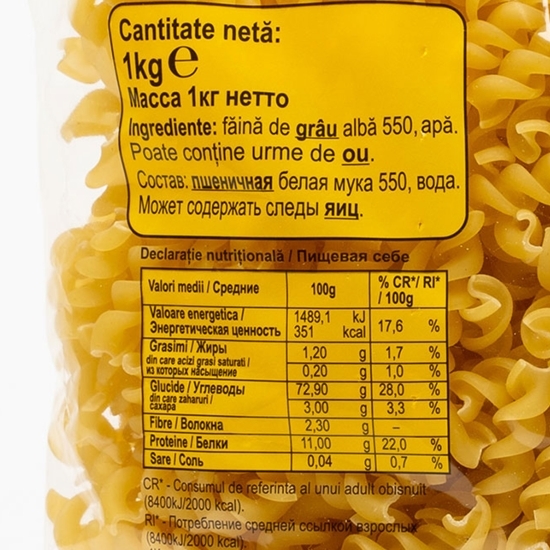 Cantitate netă:
1kg ℮
Масса 1кг нетто
Ingrediente: făină de grâu albă 550, apă.
Poate conține urme de ou.
Состав: пшеничная белая мука 550, вода.
Может содержать следы яиц.
Declarație nutrițională / Пищевая себе
Valori medii / Средние 100g % CR*/ RI* / 100g
Valoare energetica / 1489,1 kJ
Энергетическая ценность 351 kcal 17,6 %
Grasimi / Жиры 1,20 g 1,7 %
din care acizi grasi saturati /
из которых насыщение 0,20 g 1,0 %
Glucide / Углеводы 72,90 g 28,0 %
din care zaharuri /
сахара 3,00 g 3,3 %
Fibre / Волокна 2,30 g –
Proteine / Белки 11,00 g 22,0 %
Sare / Соль 0,04 g 0,7 %
CR* - Consumul de referinta al unui adult obisnuit
(8400kJ/2000 kcal).
RI* - Потребление средней ссылкой взрослых
(8400kJ/2000 kcal).